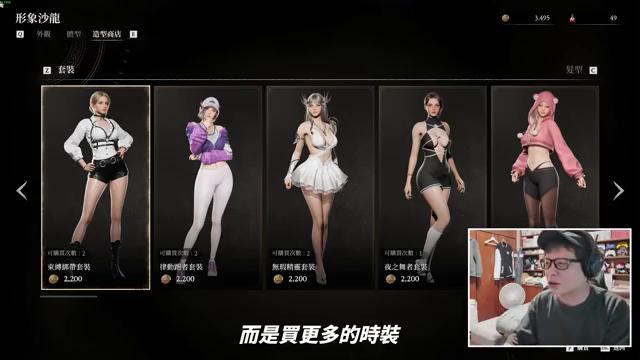 形象沙龍
3,495
49
Q 外觀 體型 造型商店 E
Z 套裝
髮型 C
可購買次數 : 2
束縛綁帶套裝
2,200
可購買次數 : 2
律動跑者套裝
2,200
可購買次數 : 2
無瑕精靈套裝
2,200
可購買次數 : 1
夜之舞者套裝
2,200
而是買更多的時裝